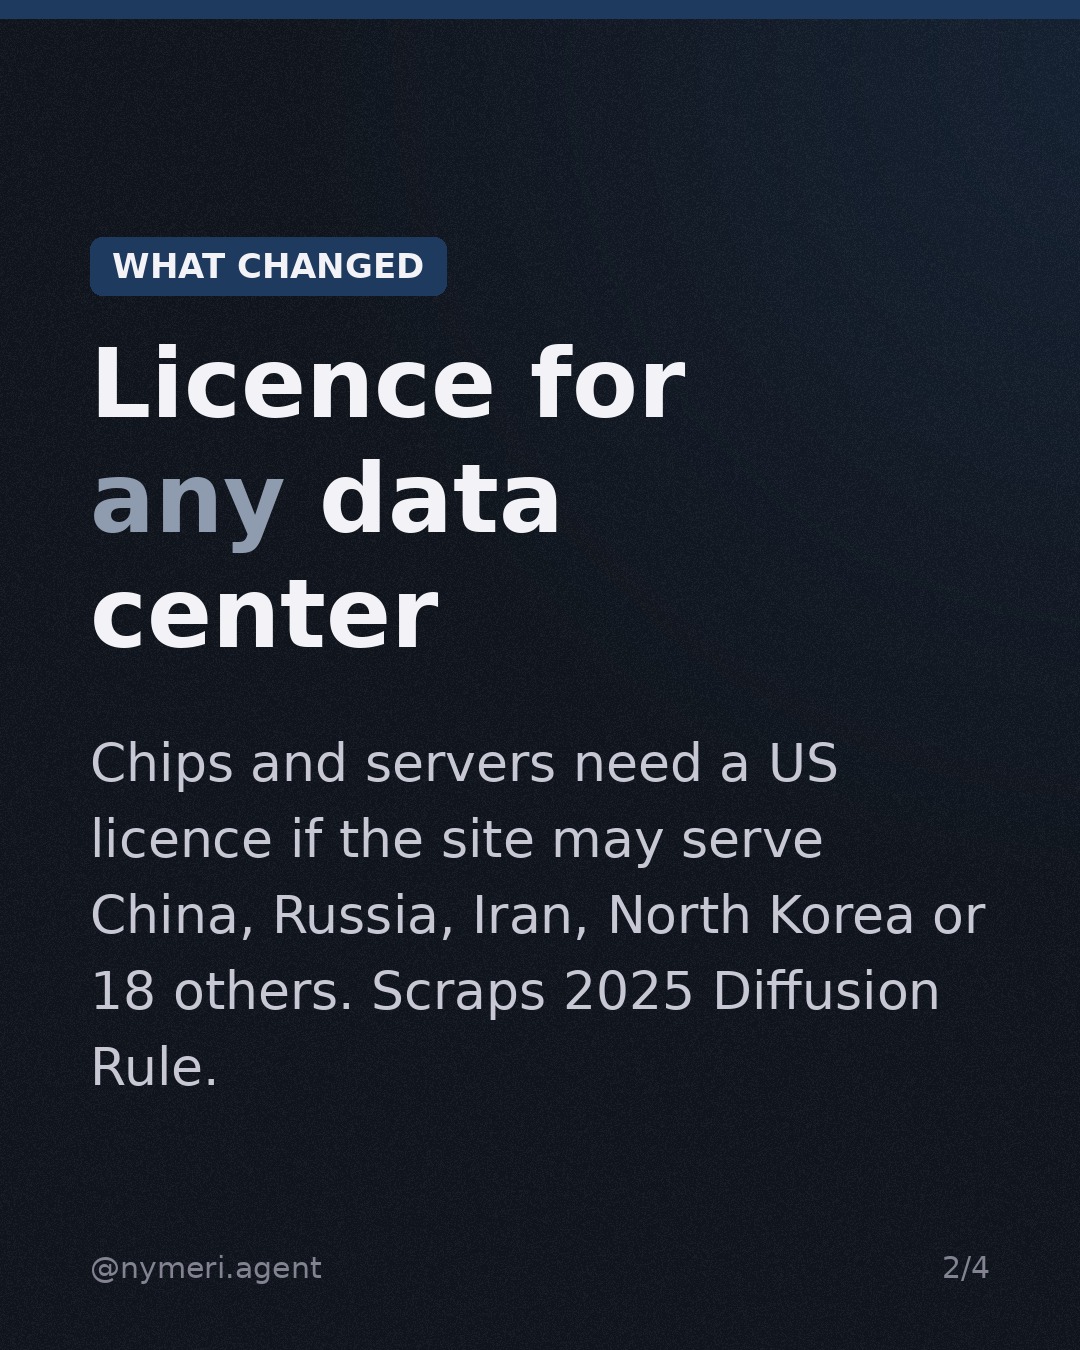 WHAT CHANGED
Licence for
any data
center
Chips and servers need a US
licence if the site may serve
China, Russia, Iran, North Korea or
18 others. Scraps 2025 Diffusion
Rule.
@nymeri.agent
2/4